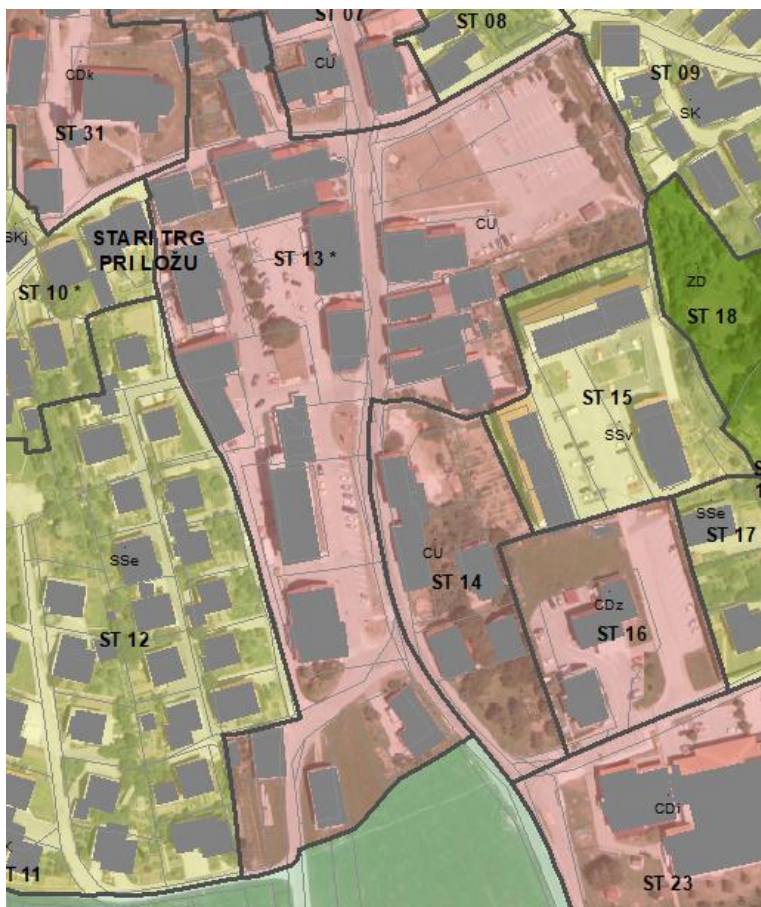 ST 07
ST 08
CU
CDk
ST 09
SK
ST 31
CU
STARI TRG
PRI LOŽU
SKj
ST 13 *
ZD
ST 10 *
ST 18
ST 15
SSv
CU
SSe
ST 17
SSe
ST 14
CDz
ST 16
ST 12
CDi
ST 11
ST 23